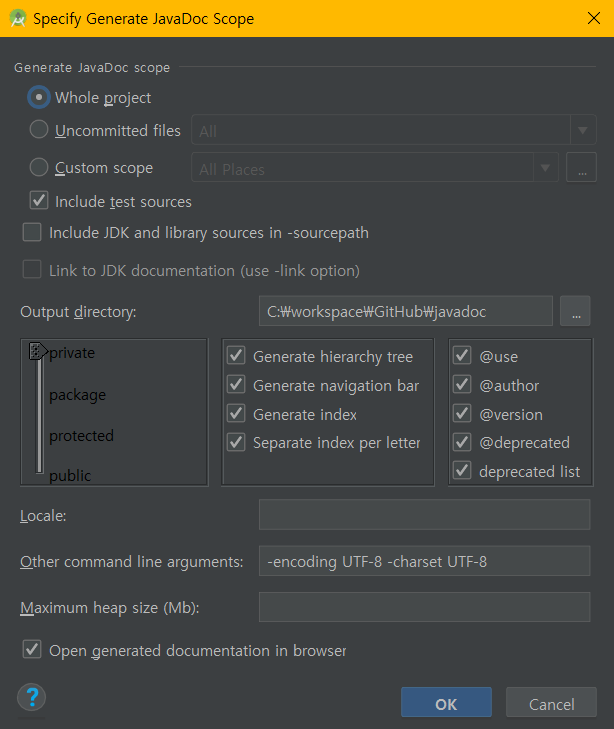 Specify Generate JavaDoc Scope
Generate JavaDoc scope
Whole project
Uncommitted files
All
Custom scope
All Places
...
Include test sources
Include JDK and library sources in -sourcepath
Link to JDK documentation (use -link option)
Output directory:
C:₩workspace₩GitHub₩javadoc
...
private
package
protected
public
Generate hierarchy tree
Generate navigation bar
Generate index
Separate index per letter
@use
@author
@version
@deprecated
deprecated list
Locale:
Other command line arguments:
-encoding UTF-8 -charset UTF-8
Maximum heap size (Mb):
Open generated documentation in browser
?
OK
Cancel